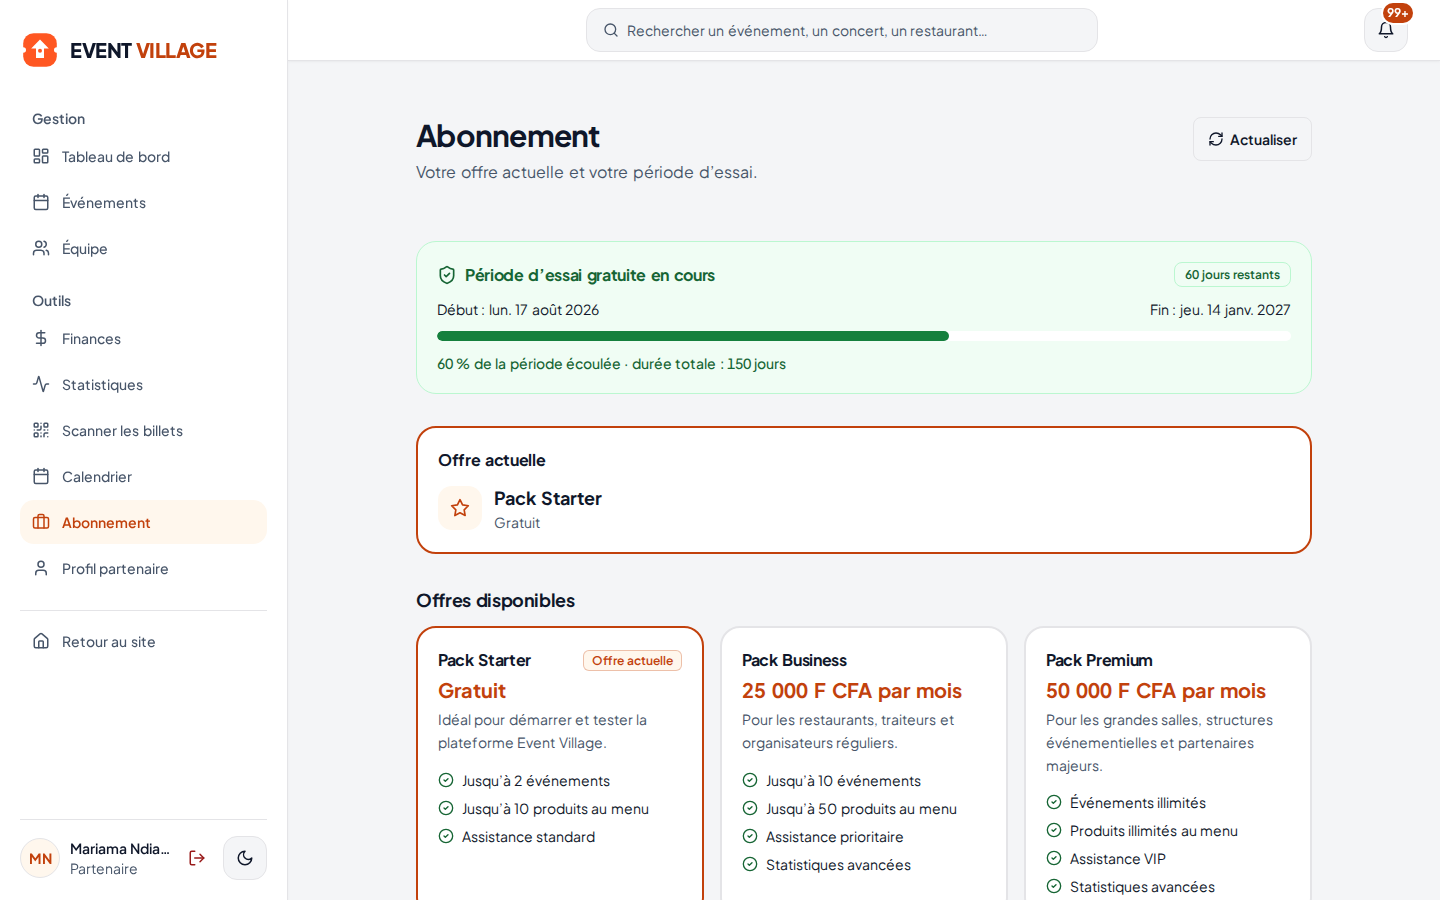 EVENT VILLAGE
Rechercher un événement, un concert, un restaurant...
99+
Gestion
Tableau de bord
Événements
Équipe
Outils
Finances
Statistiques
Scanner les billets
Calendrier
Abonnement
Profil partenaire
Retour au site
MN
Mariama Ndia...
Partenaire
Abonnement
Votre offre actuelle et votre période d’essai.
Actualiser
Période d’essai gratuite en cours
60 jours restants
Début : lun. 17 août 2026
Fin : jeu. 14 janv. 2027
60 % de la période écoulée · durée totale : 150 jours
Offre actuelle
Pack Starter
Gratuit
Offres disponibles
Pack Starter
Offre actuelle
Gratuit
Idéal pour démarrer et tester la
plateforme Event Village.
Jusqu’à 2 événements
Jusqu’à 10 produits au menu
Assistance standard
Pack Business
25 000 F CFA par mois
Pour les restaurants, traiteurs et
organisateurs réguliers.
Jusqu’à 10 événements
Jusqu’à 50 produits au menu
Assistance prioritaire
Statistiques avancées
Pack Premium
50 000 F CFA par mois
Pour les grandes salles, structures
événementielles et partenaires
majeurs.
Événements illimités
Produits illimités au menu
Assistance VIP
Statistiques avancées